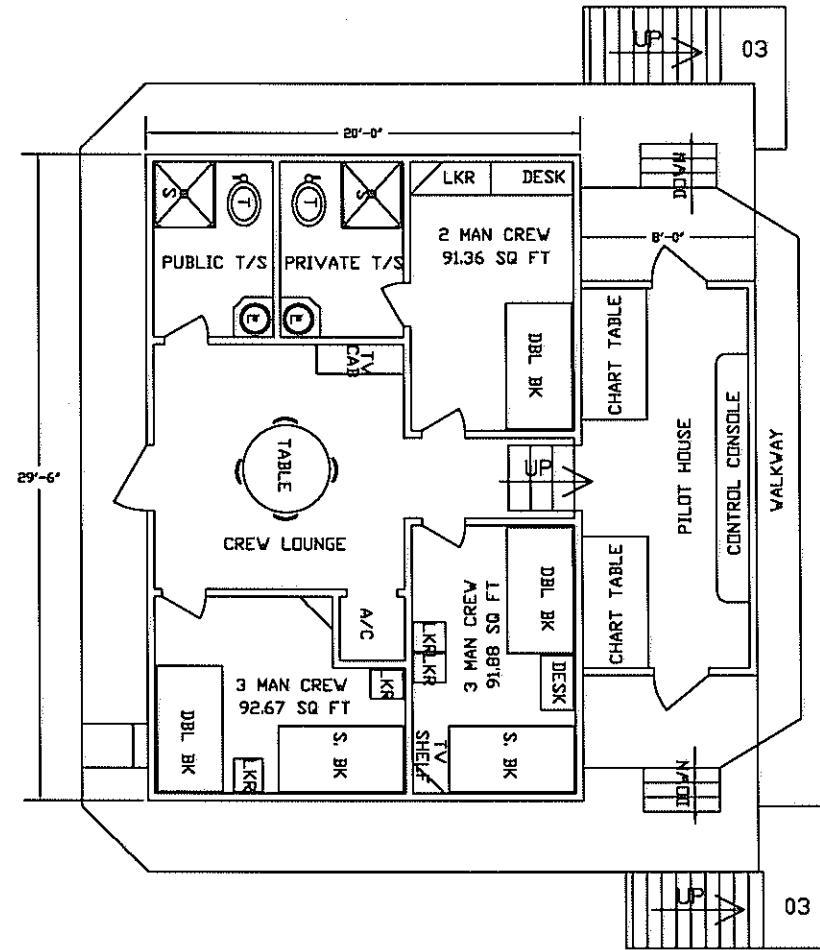 UP
03
20'-0"
DOWN
8'-0"
S
T
T
S
LKR
DESK
PUBLIC T/S
PRIVATE T/S
2 MAN CREW
91.36 SQ FT
DBL BK
CHART TABLE
TV
CAB
TABLE
CREW LOUNGE
29'-6"
UP
PILOT HOUSE
CONTROL CONSOLE
WALKWAY
CHART TABLE
A/C
3 MAN CREW
92.67 SQ FT
DBL BK
LKR
LKR
S. BK
LKR
LKR
3 MAN CREW
91.88 SQ FT
DBL BK
DESK
TV
SHELF
S. BK
DOWN
UP
03